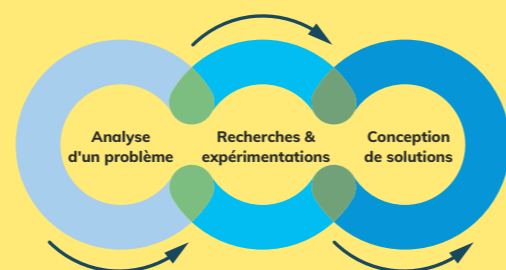 Analyse
d'un problème
Recherches &
expérimentations
Conception
de solutions